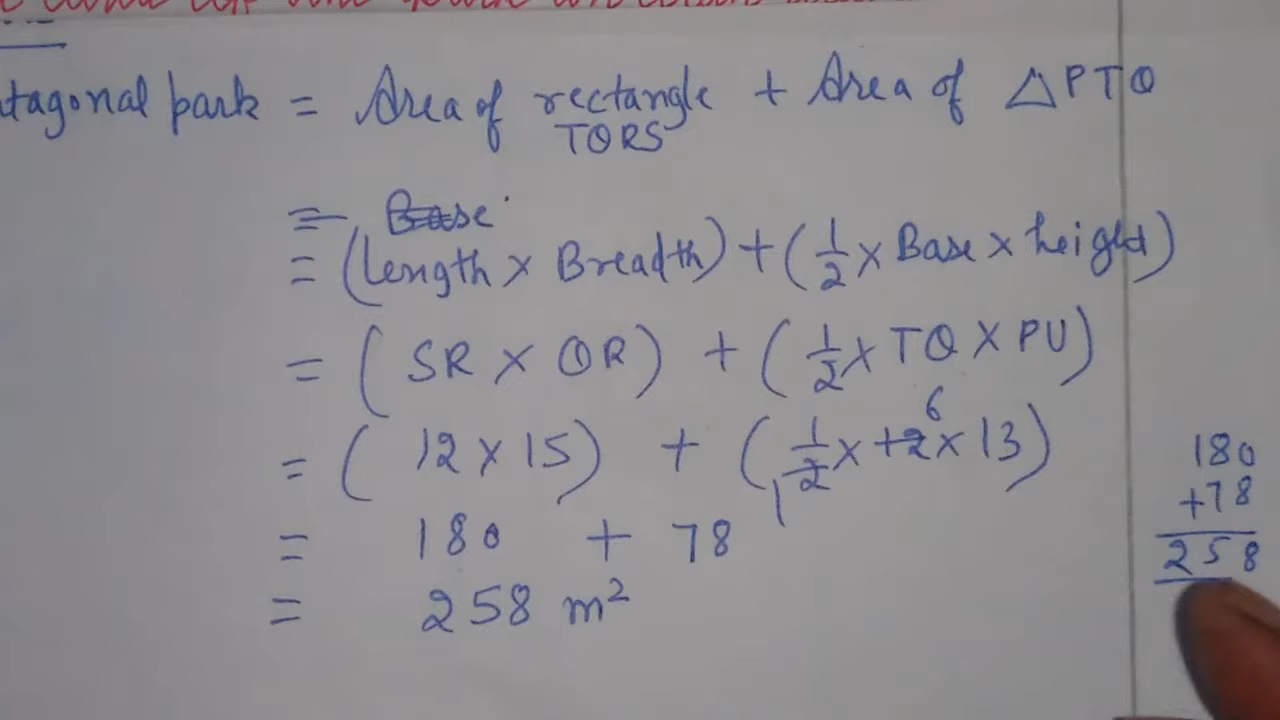 tagonal park = Area of rectangle + Area of △PTQ
TQRS
= Base
= (Length × Breadth) + (1/2 × Base × height)
= ( SR × QR ) + ( 1/2 × TQ × PU )
6
= ( 12 × 15 ) + ( 1/2 × 12 × 13 )
1
= 180 + 78
= 258 m²
180
+78
258